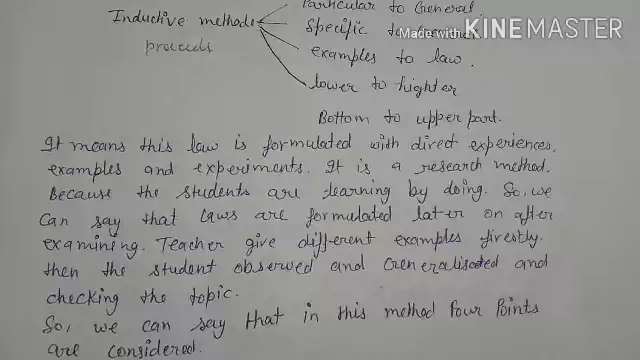 Particular to General.
Inductive methods
Specific to
Made with KINEMASTER
proceeds
examples to law.
lower to highter
Bottom to upper part.
It means this law is formulated with direct experiences,
examples and experiments. It is a research method.
Because the students are learning by doing. So, we
can say that laws are formulated later on after
examining. Teacher give different examples firestly.
then the student observed and Generalisated and
checking the topic.
So, we can say that in this method four points
are considered.